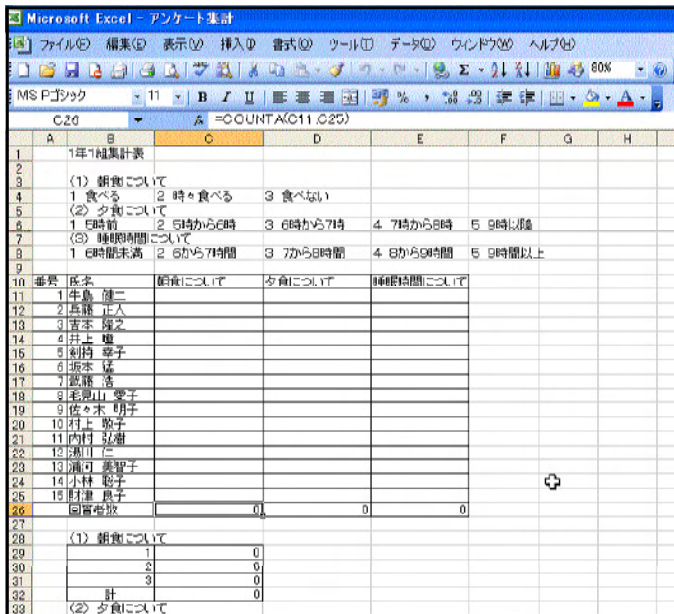 Microsoft Excel - アンケート集計
ファイル(F) 編集(E) 表示(V) 挿入(I) 書式(O) ツール(T) データ(D) ウィンドウ(W) ヘルプ(H)
80%
MS Pゴシック 11 B I U
C26 =COUNTA(C11:C25)
A B C D E F G H
1 1年1組集計表
2
3 (1) 朝食について
4 1 食べる 2 時々食べる 3 食べない
5 (2) 夕食について
6 1 5時前 2 5時から6時 3 6時から7時 4 7時から8時 5 9時以降
7 (3) 睡眠時間について
8 1 6時間未満 2 6から7時間 3 7から8時間 4 8から9時間 5 9時間以上
9
10 番号 氏名 朝食について 夕食について 睡眠時間について
11 1 牛島 健二
12 2 兵藤 正人
13 3 吉本 隆之
14 4 井上 瞳
15 5 剣持 幸子
16 6 坂本 猛
17 7 武藤 浩
18 8 毛見山 愛子
19 9 佐々木 明子
20 10 村上 敬子
21 11 内村 弘樹
22 12 湯川 仁
23 13 浦河 美智子
24 14 小林 聡子
25 15 財津 良子
26 回答者数 0 0 0
27
28 (1) 朝食について
29 1 0
30 2 0
31 3 0
32 計 0
33 (2) 夕食について